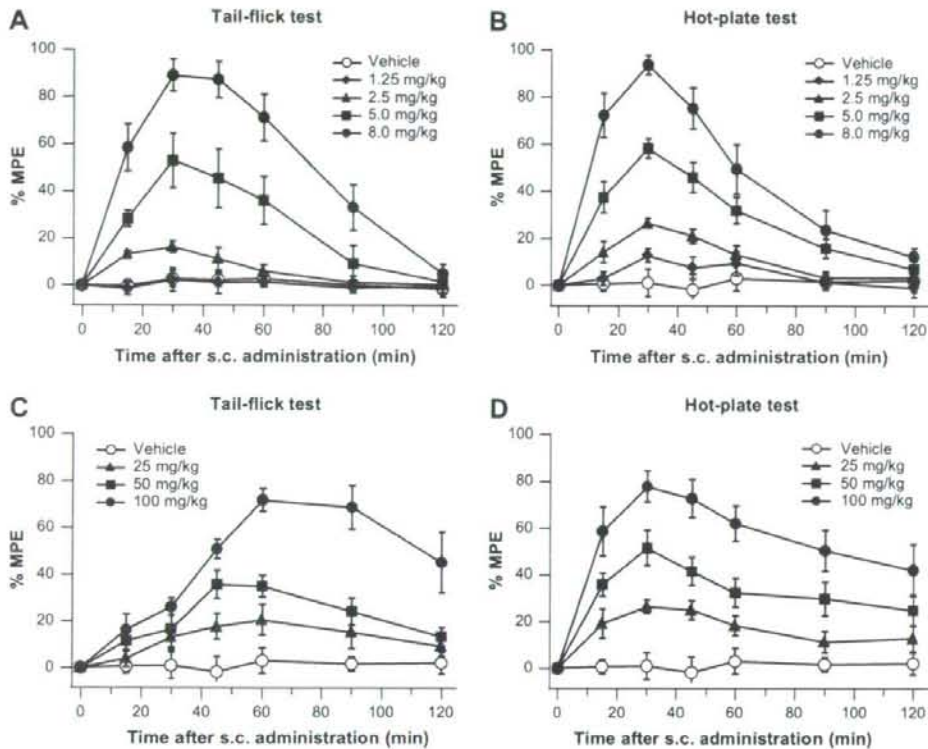 A
Tail-flick test
100
80
60
40
20
0
% MPE
Vehicle
1.25 mg/kg
2.5 mg/kg
5.0 mg/kg
8.0 mg/kg
0 20 40 60 80 100 120
Time after s.c. administration (min)
B
Hot-plate test
100
80
60
40
20
0
% MPE
Vehicle
1.25 mg/kg
2.5 mg/kg
5.0 mg/kg
8.0 mg/kg
0 20 40 60 80 100 120
Time after s.c. administration (min)
C
Tail-flick test
100
80
60
40
20
0
% MPE
Vehicle
25 mg/kg
50 mg/kg
100 mg/kg
0 20 40 60 80 100 120
Time after s.c. administration (min)
D
Hot-plate test
100
80
60
40
20
0
% MPE
Vehicle
25 mg/kg
50 mg/kg
100 mg/kg
0 20 40 60 80 100 120
Time after s.c. administration (min)